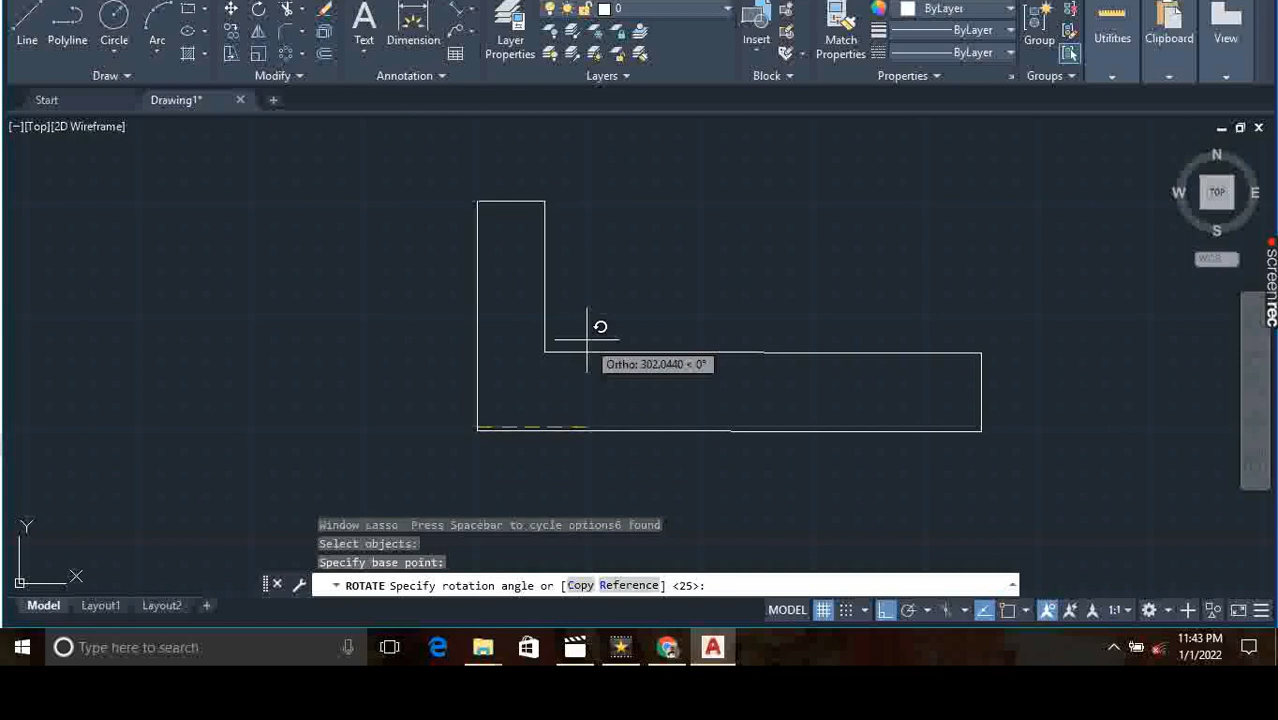 0
ByLayer
Line Polyline Circle Arc Text Dimension Layer Properties Insert Match Properties ByLayer Group Utilities Clipboard View
ByLayer
Draw Modify Annotation Layers Block Properties Groups
Start Drawing1* +
[−][Top][2D Wireframe]
N
W TOP E
S
WCS
screenrec
Ortho: 302.0440 < 0°
Y
X
Window Lasso Press Spacebar to cycle options6 found
Select objects:
Specify base point:
ROTATE Specify rotation angle or [Copy Reference] <25>:
Model Layout1 Layout2 + MODEL 1:1
Type here to search
11:43 PM
1/1/2022